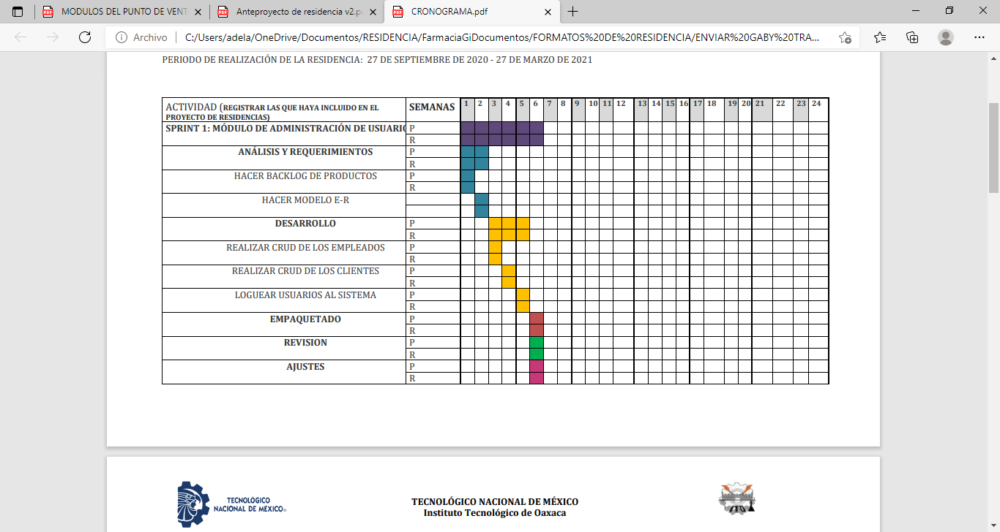 MODULOS DEL PUNTO DE VENT
Anteproyecto de residencia v2.p
CRONOGRAMA.pdf
Archivo
C:/Users/adela/OneDrive/Documentos/RESIDENCIA/FarmaciaGiDocumentos/FORMATOS%20DE%20RESIDENCIA/ENVIAR%20GABY%20TRA...
PERIODO DE REALIZACIÓN DE LA RESIDENCIA: 27 DE SEPTIEMBRE DE 2020 - 27 DE MARZO DE 2021
ACTIVIDAD (REGISTRAR LAS QUE HAYA INCLUIDO EN EL
PROYECTO DE RESIDENCIAS)
SEMANAS 1 2 3 4 5 6 7 8 9 10 11 12 13 14 15 16 17 18 19 20 21 22 23 24
SPRINT 1: MÓDULO DE ADMINISTRACIÓN DE USUARIO P
R
ANÁLISIS Y REQUERIMIENTOS P
R
HACER BACKLOG DE PRODUCTOS P
R
HACER MODELO E-R
DESARROLLO P
R
REALIZAR CRUD DE LOS EMPLEADOS P
R
REALIZAR CRUD DE LOS CLIENTES P
R
LOGUEAR USUARIOS AL SISTEMA P
R
EMPAQUETADO P
R
REVISION P
R
AJUSTES P
R
TECNOLÓGICO
NACIONAL DE MÉXICO
TECNOLÓGICO NACIONAL DE MÉXICO
Instituto Tecnológico de Oaxaca